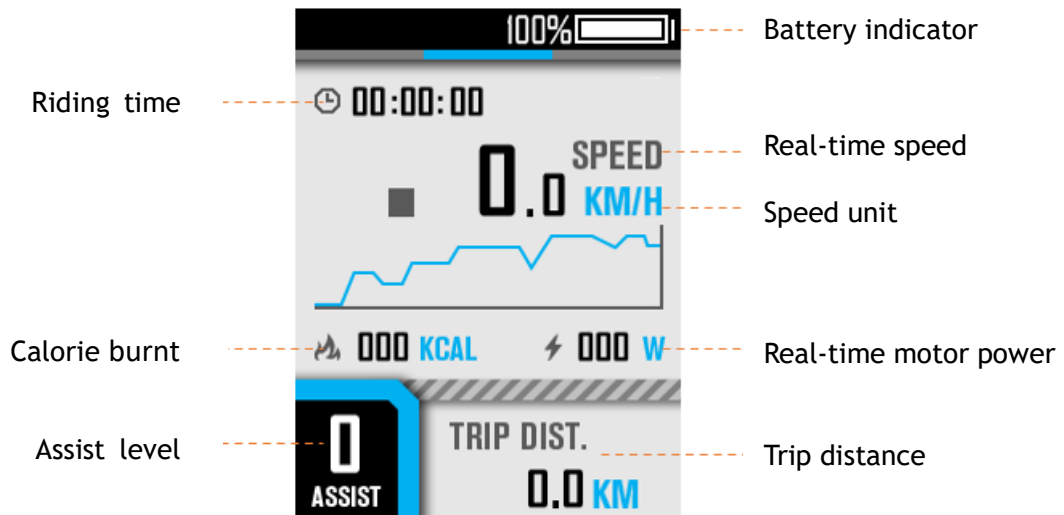 100%
Battery indicator
Riding time
00:00:00
SPEED
Real-time speed
0.0 KM/H
Speed unit
Calorie burnt
000 KCAL
000 W
Real-time motor power
Assist level
0
ASSIST
TRIP DIST.
0.0 KM
Trip distance